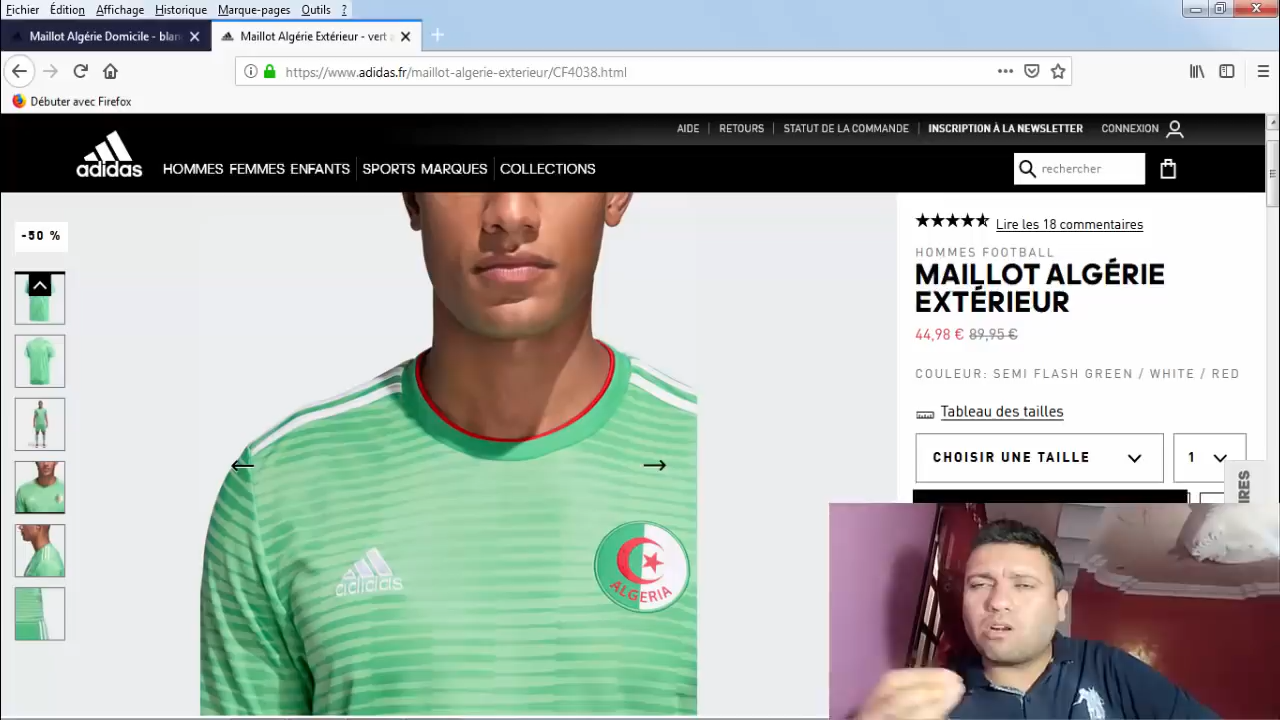 Fichier Édition Affichage Historique Marque-pages Outils ?
Maillot Algérie Domicile - blan
Maillot Algérie Extérieur - vert
https://www.adidas.fr/maillot-algerie-exterieur/CF4038.html
Débuter avec Firefox
AIDE | RETOURS | STATUT DE LA COMMANDE | INSCRIPTION À LA NEWSLETTER CONNEXION
adidas
HOMMES FEMMES ENFANTS SPORTS MARQUES COLLECTIONS
rechercher
-50 %
Lire les 18 commentaires
HOMMES FOOTBALL
MAILLOT ALGÉRIE
EXTÉRIEUR
44,98 € 89,95 €
COULEUR: SEMI FLASH GREEN / WHITE / RED
Tableau des tailles
CHOISIR UNE TAILLE
1
adidas
ALGERIA